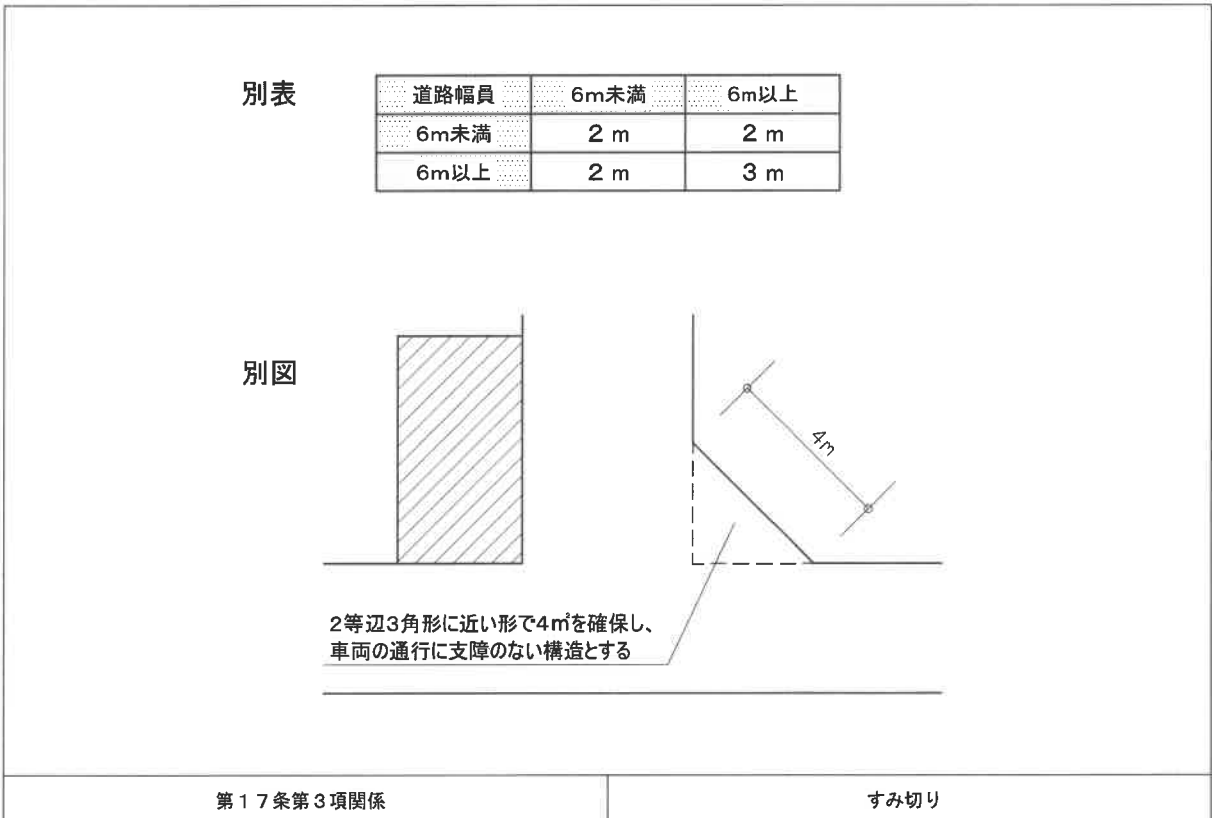 別表
道路幅員 6m未満 6m以上
6m未満 2 m 2 m
6m以上 2 m 3 m
別図
4m
2等辺3角形に近い形で4㎡を確保し、
車両の通行に支障のない構造とする
第17条第3項関係 すみ切り